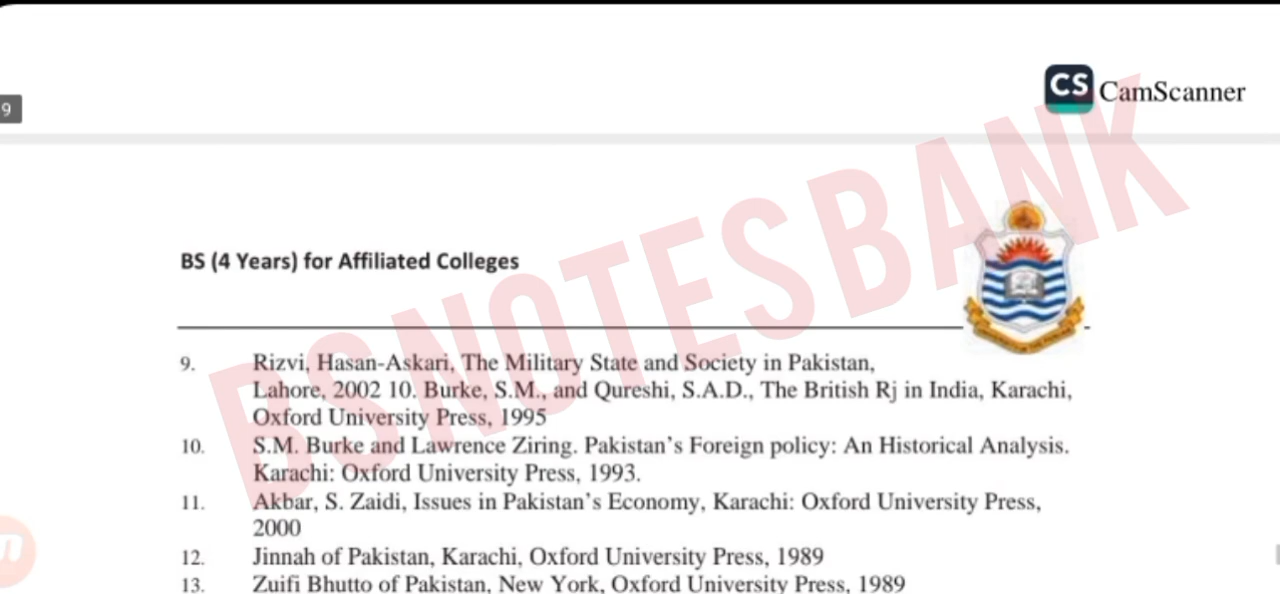 CS CamScanner
9
BSNOTESBANK
BS (4 Years) for Affiliated Colleges
9. Rizvi, Hasan-Askari, The Military State and Society in Pakistan,
Lahore, 2002 10. Burke, S.M., and Qureshi, S.A.D., The British Rj in India, Karachi,
Oxford University Press, 1995
10. S.M. Burke and Lawrence Ziring. Pakistan's Foreign policy: An Historical Analysis.
Karachi: Oxford University Press, 1993.
11. Akbar, S. Zaidi, Issues in Pakistan's Economy, Karachi: Oxford University Press,
2000
12. Jinnah of Pakistan, Karachi, Oxford University Press, 1989
13. Zuifi Bhutto of Pakistan, New York, Oxford University Press, 1989